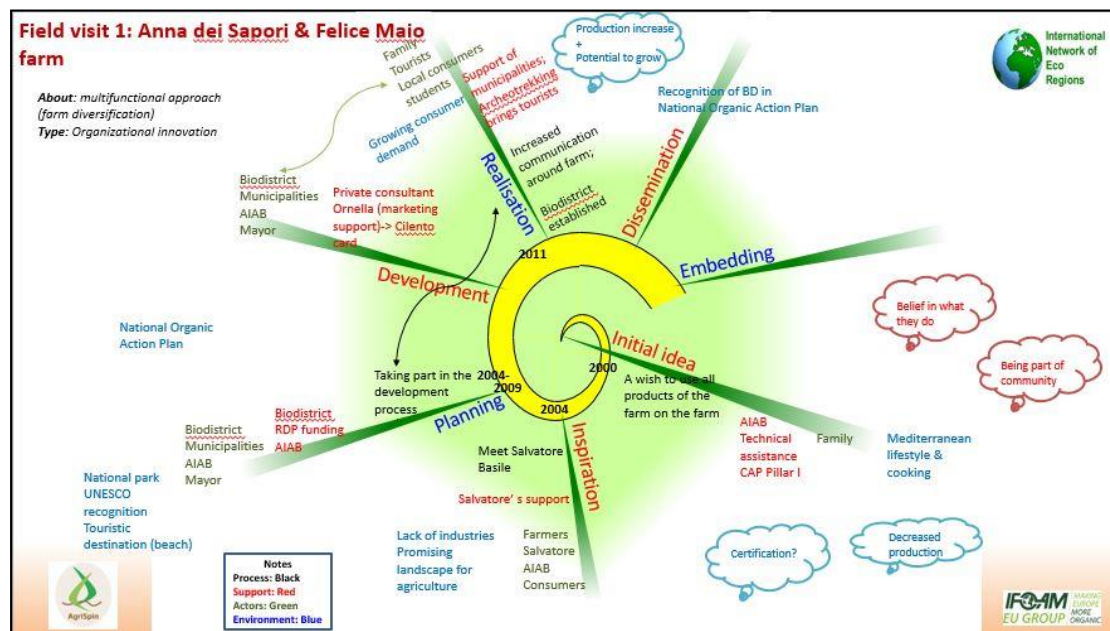 Field visit 1: Anna dei Sapori & Felice Maio
farm
About: multifunctional approach
(farm diversification)
Type: Organizational innovation
Family
Tourists
Local consumers
students
Growing consumer
demand
Support of
municipalities;
Archeotrekking
brings tourists
Production increase
+
Potential to grow
International
Network of
Eco
Regions
Recognition of BD in
National Organic Action Plan
Realisation
Increased
communication
around farm;
Biodistrict
established
Dissemination
Embedding
Biodistrict
Municipalities
AIAB
Mayor
Private consultant
Ornella (marketing
support)-> Cilento
card
Development
2011
National Organic
Action Plan
Taking part in the
development
process
2004-
2009
2004
2000
Initial idea
A wish to use all
products of the
farm on the farm
Belief in what
they do
Being part of
community
Planning
Biodistrict
RDP funding
AIAB
Biodistrict
Municipalities
AIAB
Mayor
National park
UNESCO
recognition
Touristic
destination (beach)
Meet Salvatore
Basile
Salvatore' s support
Inspiration
AIAB
Technical
assistance
CAP Pillar I
Family
Mediterranean
lifestyle &
cooking
Lack of industries
Promising
landscape for
agriculture
Farmers
Salvatore
AIAB
Consumers
Certification?
Decreased
production
Notes
Process: Black
Support: Red
Actors: Green
Environment: Blue
AgriSpin
IFOAM
EU GROUP
MAKING
EUROPE
MORE
ORGANIC